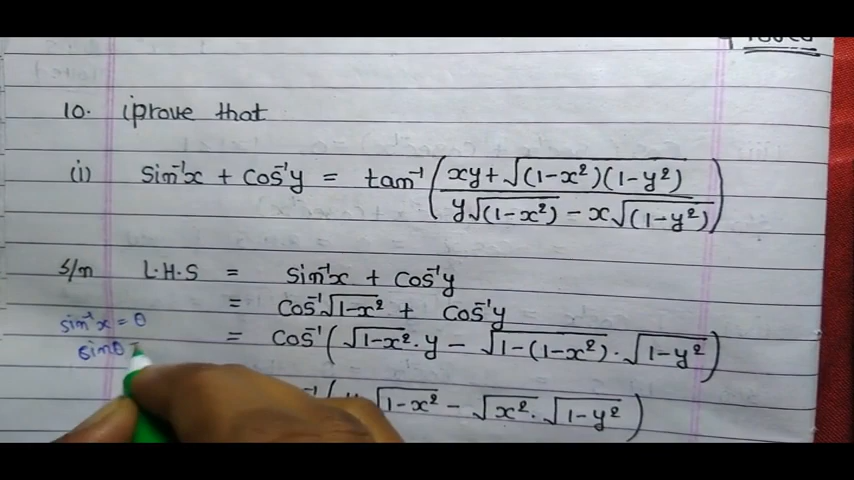 10. prove that
(i) sin⁻¹x + cos⁻¹y = tan⁻¹ ( xy + √(1-x²)(1-y²) / y√(1-x²) - x√(1-y²) )
s/n L.H.S = sin⁻¹x + cos⁻¹y
= cos⁻¹√1-x² + cos⁻¹y
sin⁻¹x = θ
= cos⁻¹ ( √1-x² · y - √1-(1-x²) · √1-y² )
sinθ =
√1-x² - √x² · √1-y² )